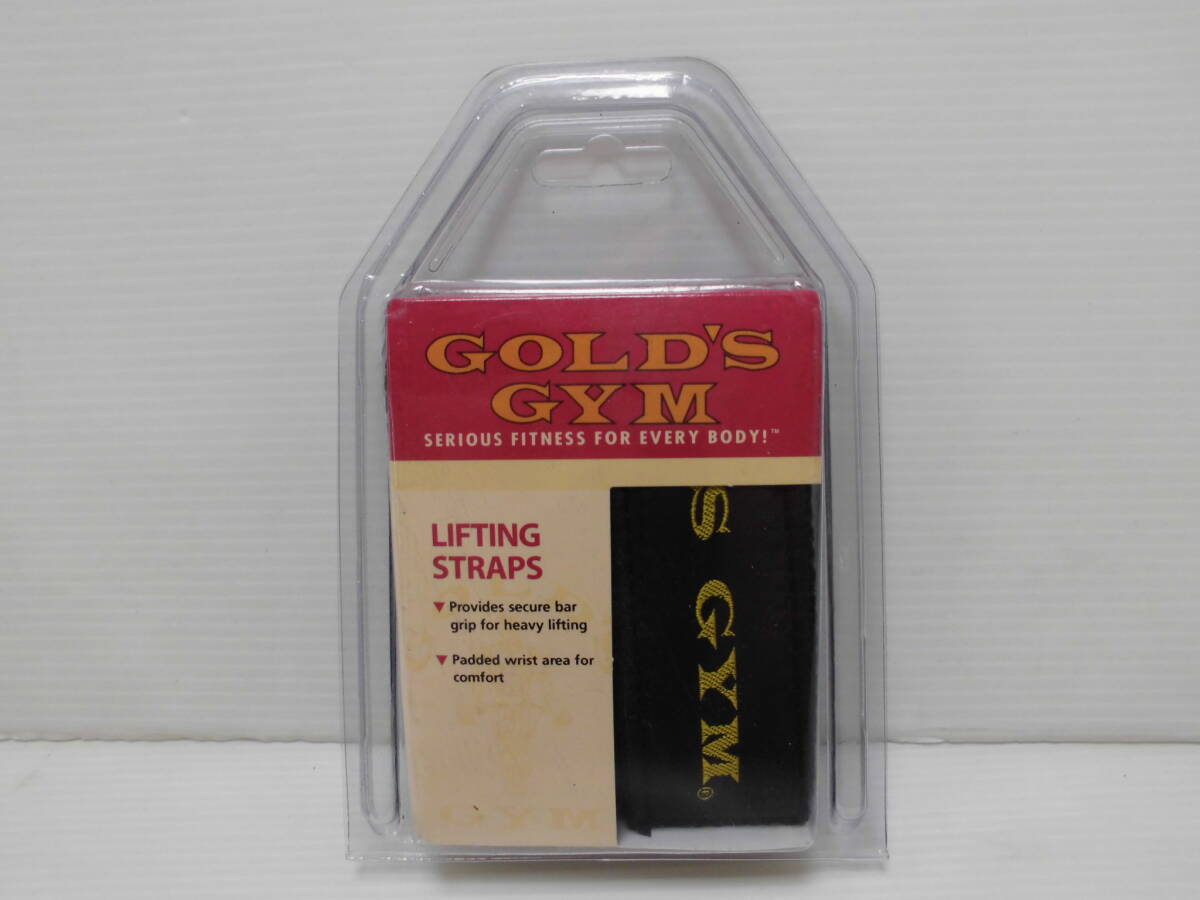 GOLD'S
GYM
SERIOUS FITNESS FOR EVERY BODY!™
LIFTING
STRAPS
▼ Provides secure bar
grip for heavy lifting
▼ Padded wrist area for
comfort
GYM
S GYM®